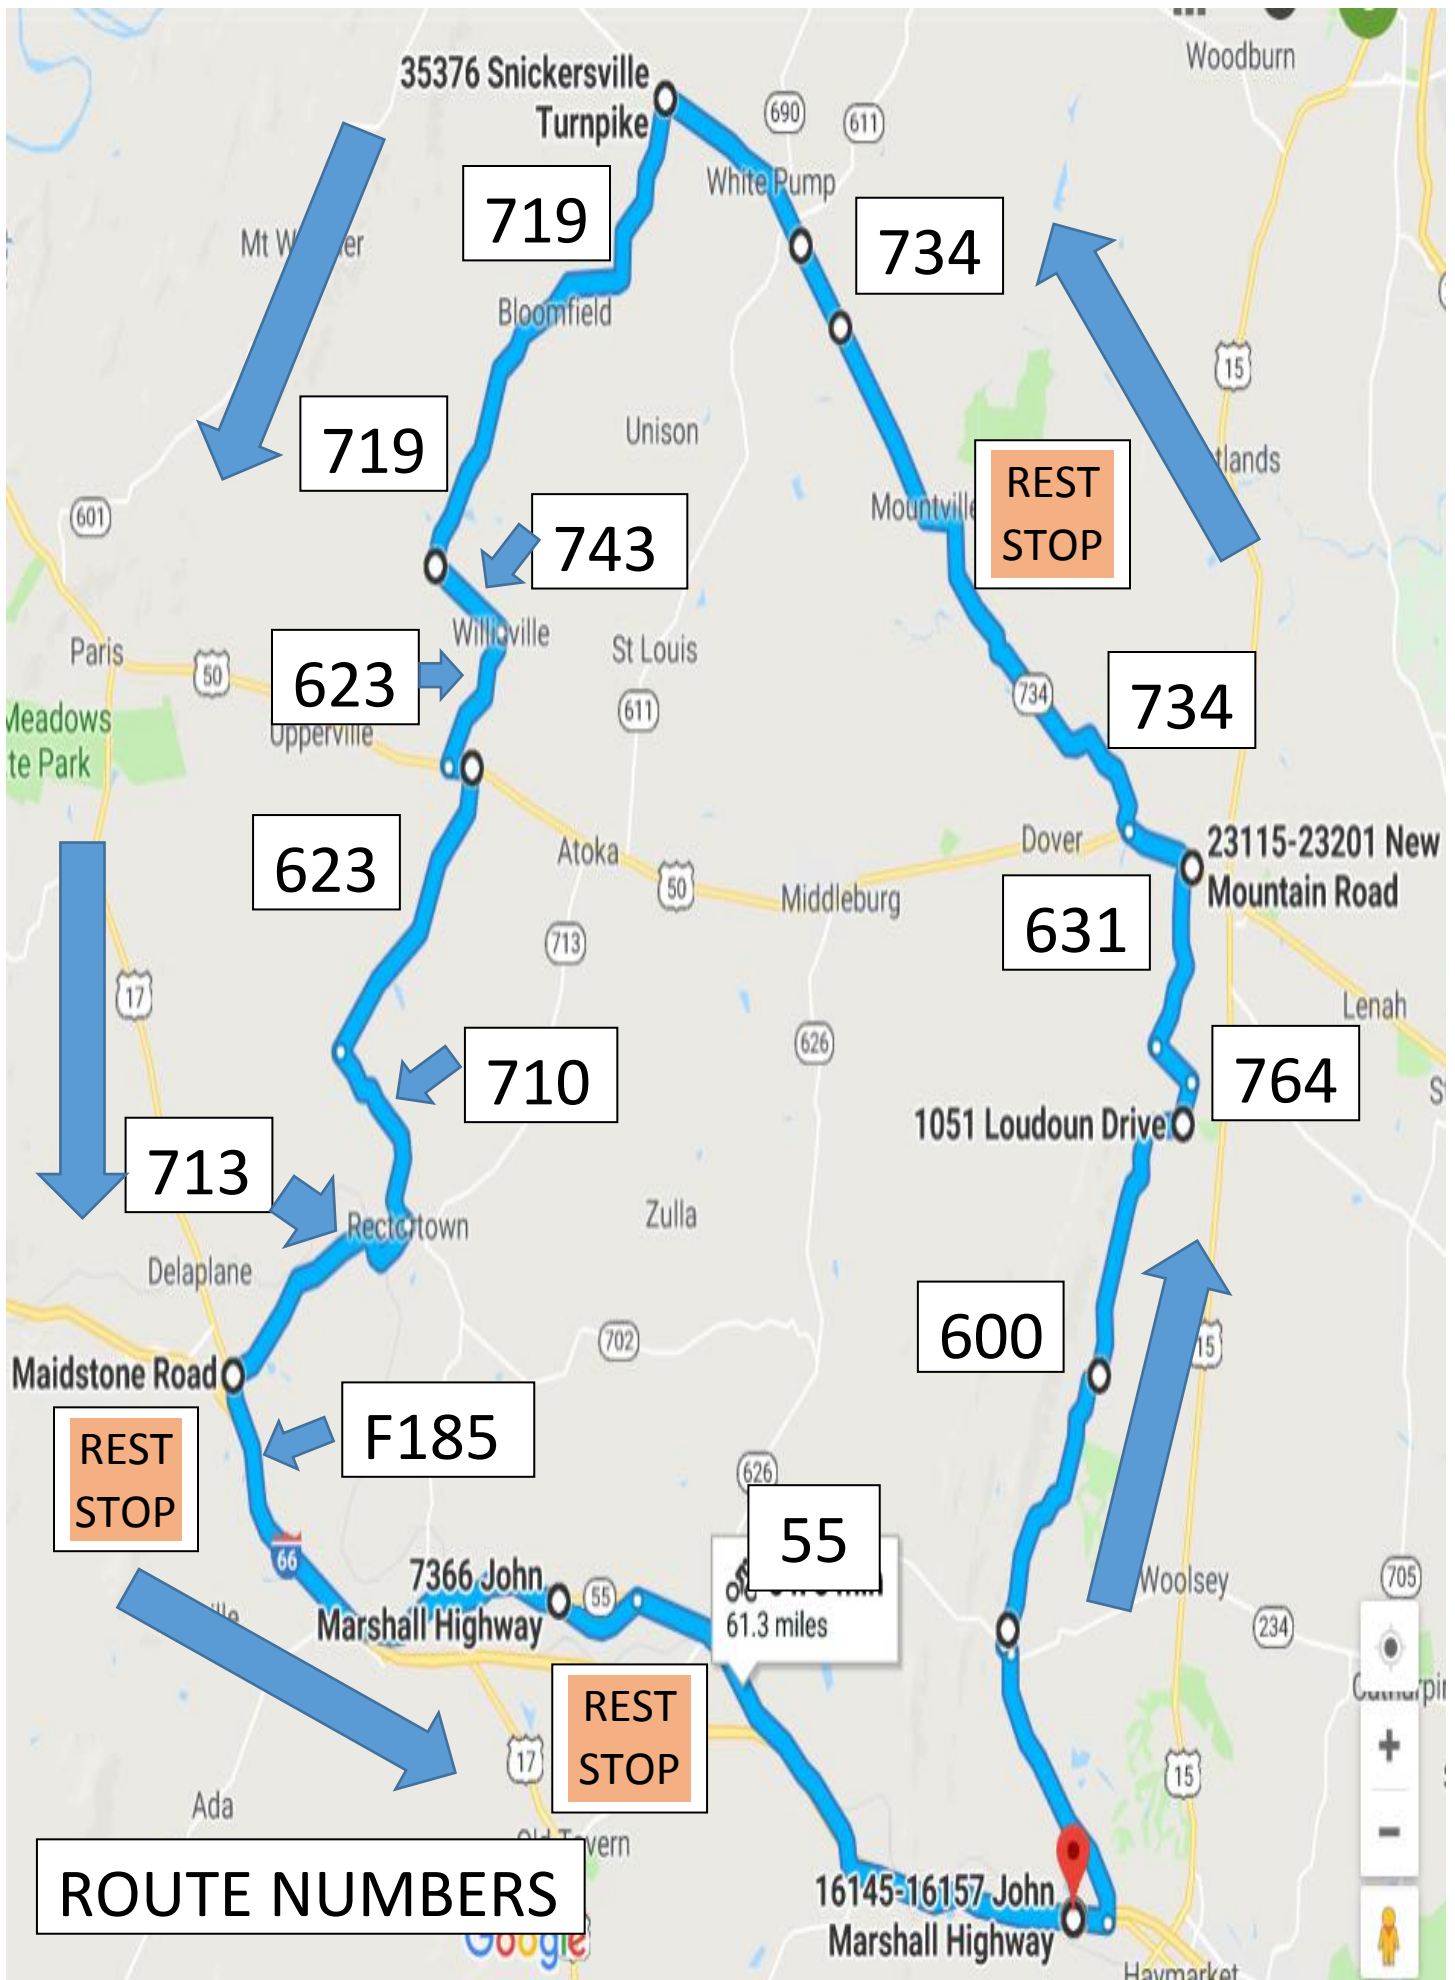 Woodburn
35376 Snickersville
Turnpike
690
611
White Pump
719
734
Bloomfield
15
719
Unison
REST
STOP
601
Mountville
743
Paris
50
Willisville
St Louis
623
611
734
734
Meadows
te Park
Upperville
Dover
23115-23201 New
Mountain Road
623
Atoka
50
Middleburg
631
713
17
Lenah
626
710
764
1051 Loudoun Drive
713
Rectortown
Zulla
Delaplane
600
702
15
Maidstone Road
REST
STOP
F185
626
55
66
7366 John
Marshall Highway
55
61.3 miles
Woolsey
705
234
REST
STOP
17
15
Ada
ROUTE NUMBERS
Google
16145-16157 John
Marshall Highway
Haymarket